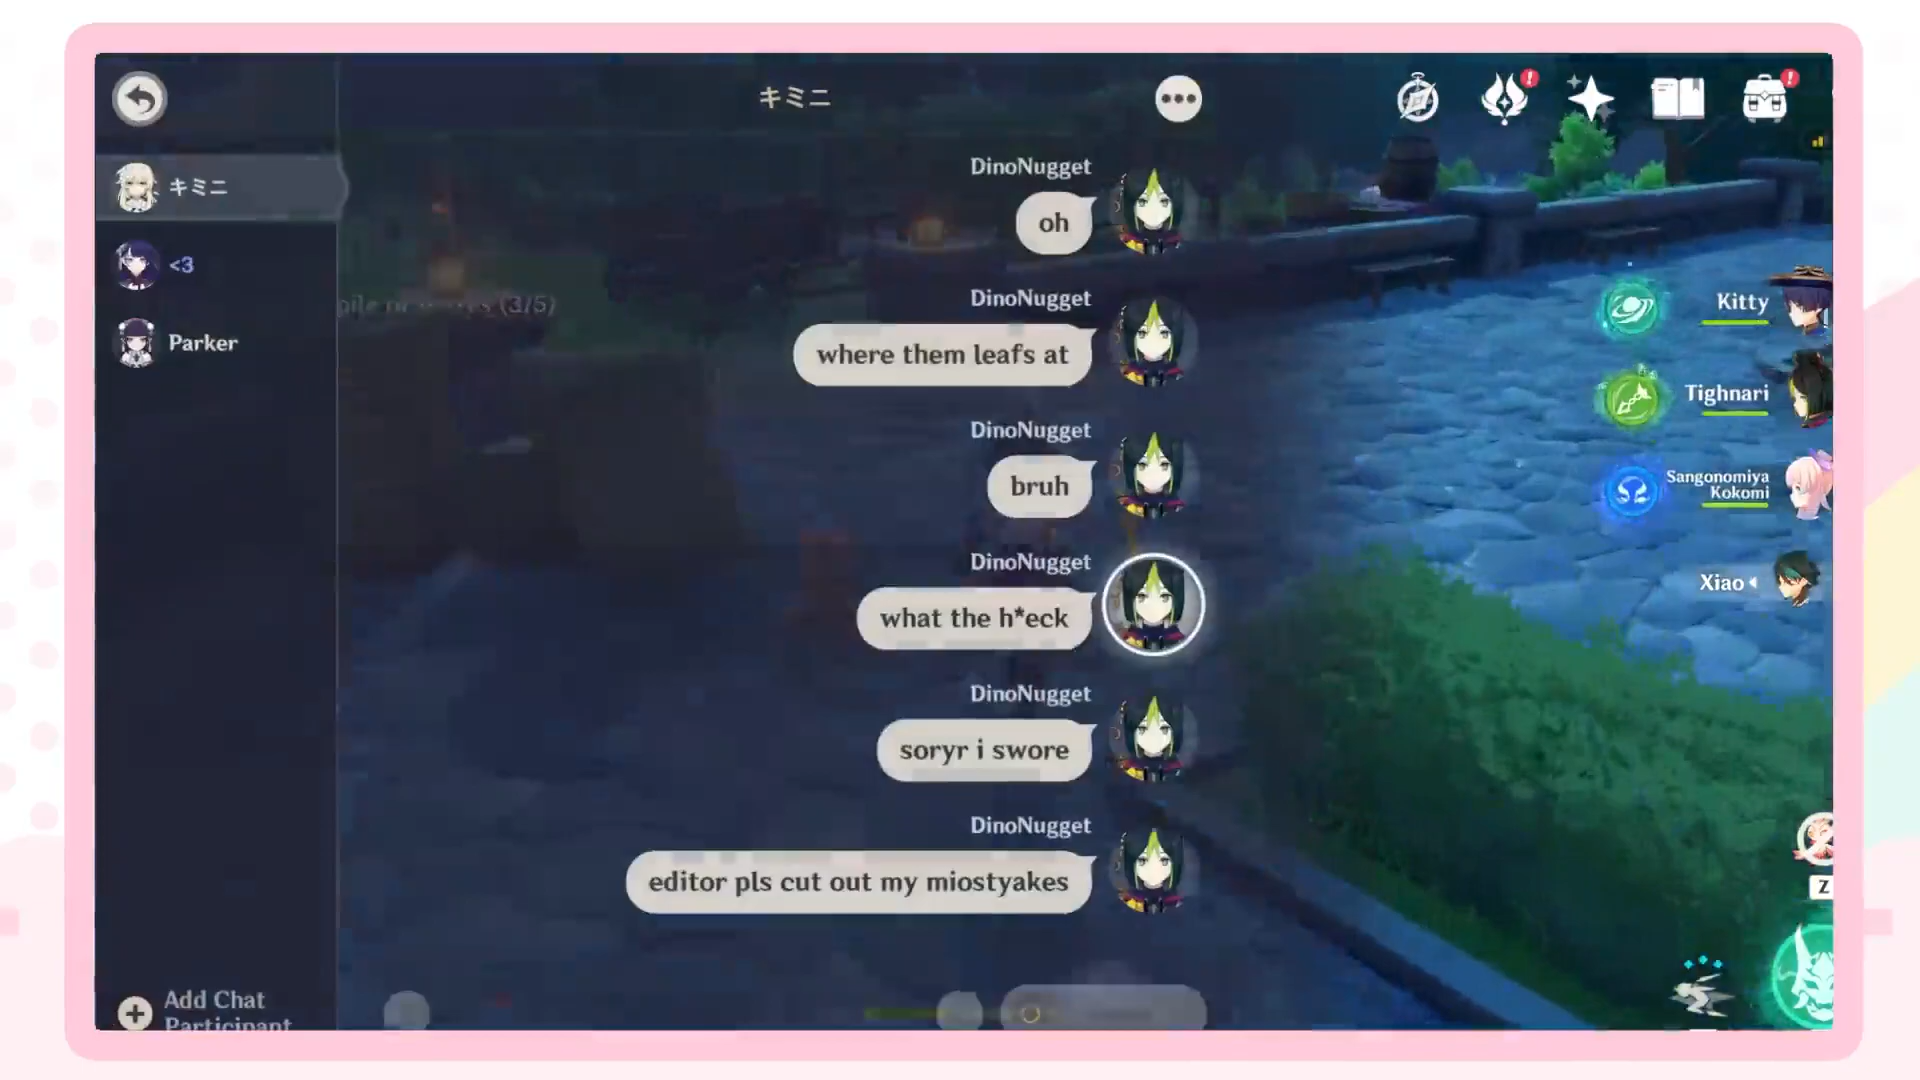 キミニ
キミニ
<3
Parker
DinoNugget
oh
DinoNugget
where them leafs at
DinoNugget
bruh
DinoNugget
what the h*eck
DinoNugget
soryr i swore
DinoNugget
editor pls cut out my miostyakes
(3/5)
Kitty
Tighnari
Sangonomiya
Kokomi
Xiao
Z
Add Chat
Participant